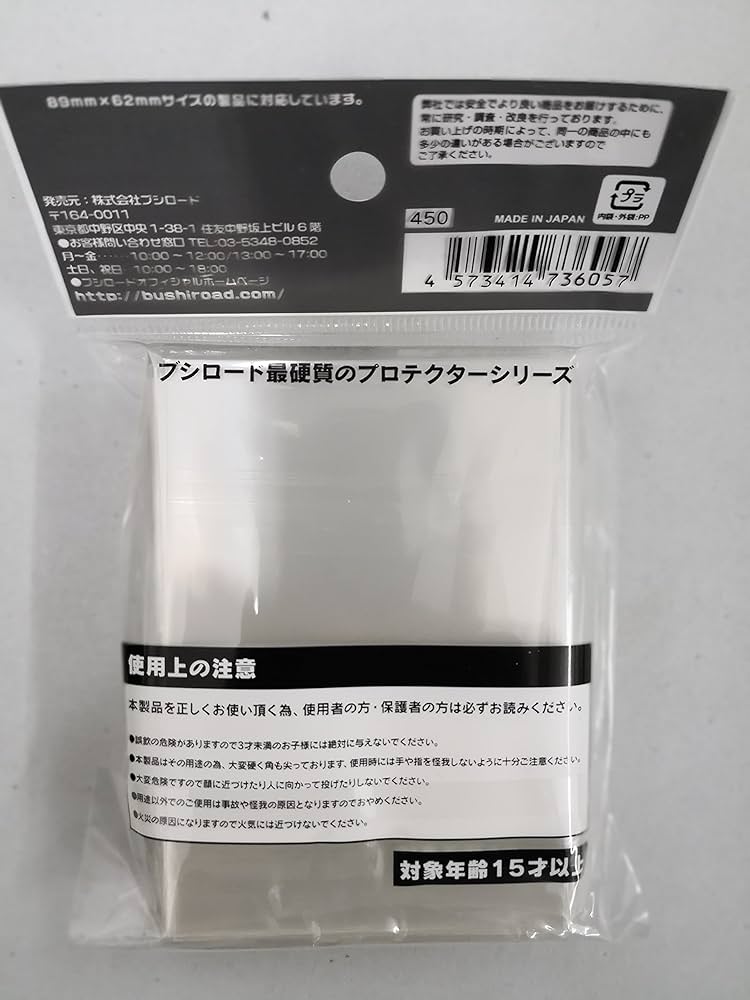 89mm×62mmサイズの製品に対応しています。
弊社では安全でより良い商品をお届けするために、
常に研究・調査・改良を行っております。
お買い上げの時期によって、同一の商品の中にも
多少の違いがある場合がございますので
ご了承ください。
発売元：株式会社ブシロード
〒164-0011
東京都中野区中央1-38-1 住友中野坂上ビル6階
●お客様問い合わせ窓口 TEL:03-5348-0852
月～金……10:00～12:00/13:00～17:00
土日、祝日 10:00～18:00
●ブシロードオフィシャルホームページ
http://bushiroad.com/
プラ
内袋・外袋:PP
450
MADE IN JAPAN
4 573414 736057
ブシロード最硬質のプロテクターシリーズ
使用上の注意
本製品を正しくお使い頂く為、使用者の方・保護者の方は必ずお読みください。
●誤飲の危険がありますので3才未満のお子様には絶対に与えないでください。
●本製品はその用途の為、大変硬く角も尖っております、使用時には手や指を怪我しないように十分ご注意ください。
●大変危険ですので顔に近づけたり人に向かって投げたりしないでください。
●用途以外でのご使用は事故や怪我の原因となりますのでおやめください。
●火災の原因になりますので火気には近づけないでください。
対象年齢15才以上